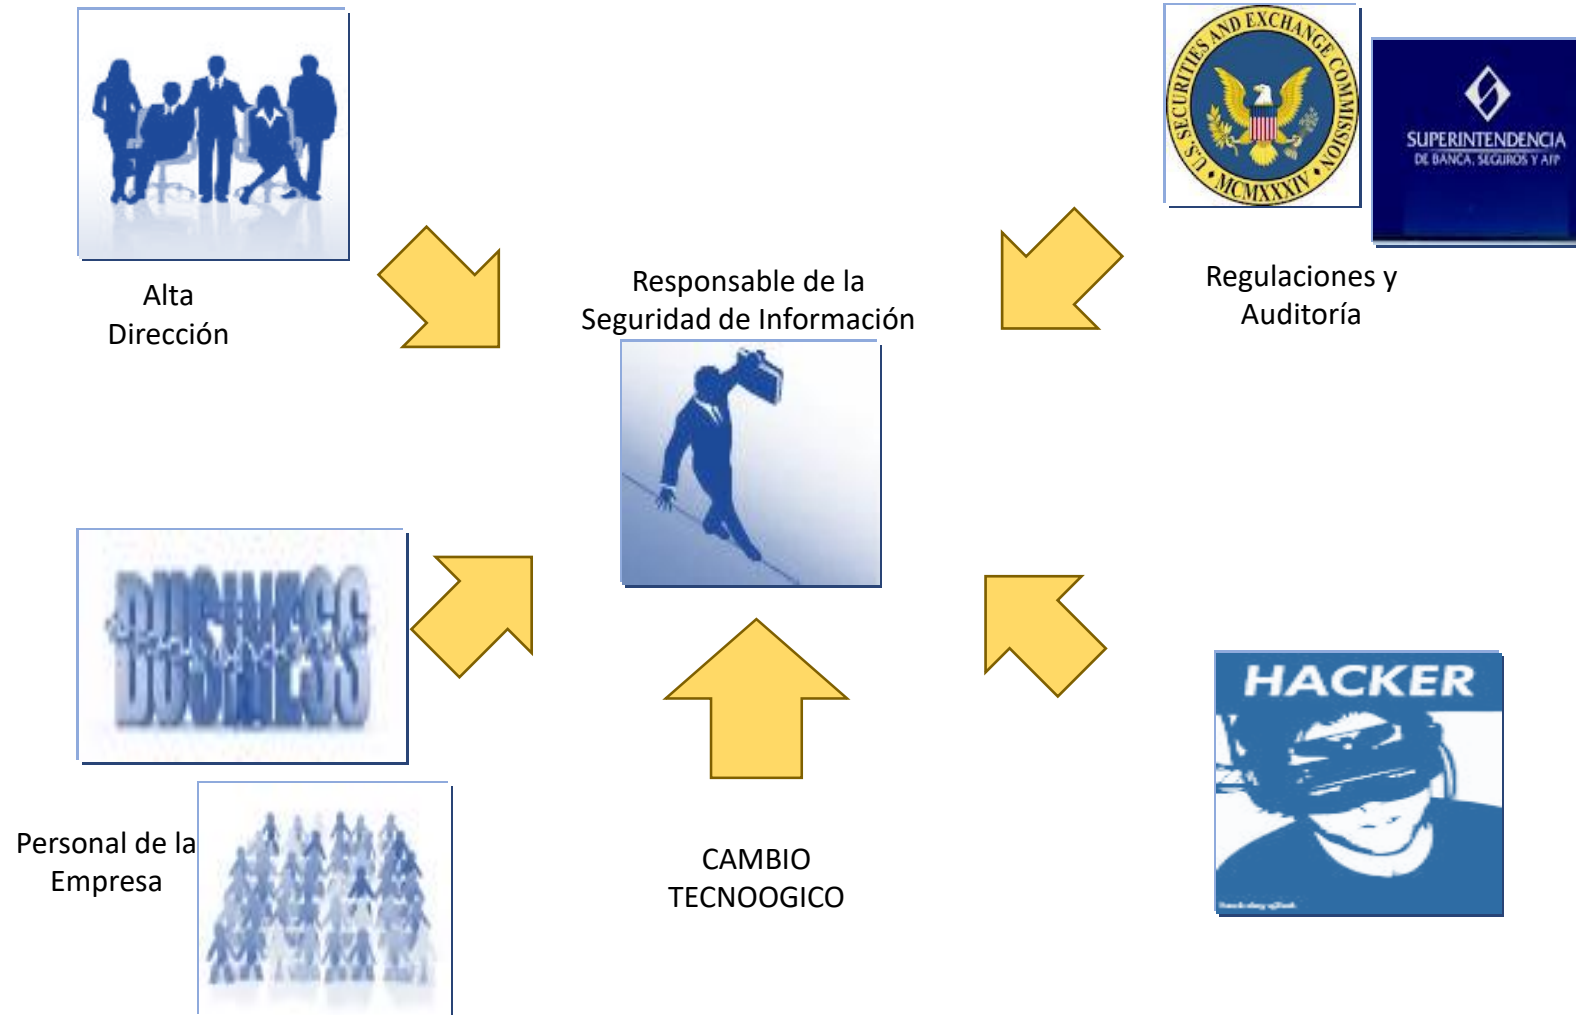 U.S. SECURITIES AND EXCHANGE COMMISSION
MCMXXXIV
SUPERINTENDENCIA
DE BANCA, SEGUROS Y AFP
Alta
Dirección
Responsable de la
Seguridad de Información
Regulaciones y
Auditoría
BUSINESS
HACKER
Personal de la
Empresa
CAMBIO
TECNOOGICO